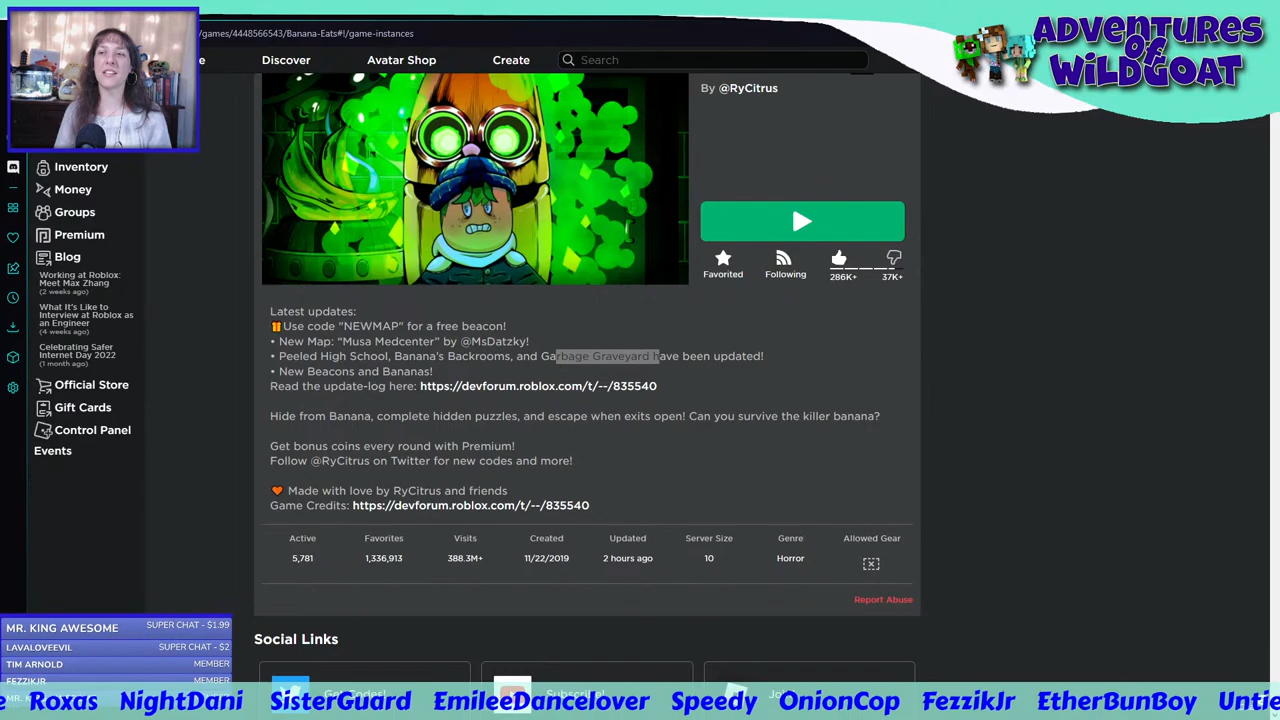 /games/4448566543/Banana-Eats#!/game-instances
ADVENTURES
OF
WILDGOAT
Discover
Avatar Shop
Create
Search
By @RyCitrus
Inventory
Money
Groups
Premium
Blog
Working at Roblox:
Meet Max Zhang
(2 weeks ago)
What It's Like to
Interview at Roblox as
an Engineer
(4 weeks ago)
Celebrating Safer
Internet Day 2022
(1 month ago)
Official Store
Gift Cards
Control Panel
Events
Favorited
Following
286K+
37K+
Latest updates:
🎁Use code "NEWMAP" for a free beacon!
• New Map: “Musa Medcenter” by @MsDatzky!
• Peeled High School, Banana’s Backrooms, and Garbage Graveyard have been updated!
• New Beacons and Bananas!
Read the update-log here: https://devforum.roblox.com/t/--/835540
Hide from Banana, complete hidden puzzles, and escape when exits open! Can you survive the killer banana?
Get bonus coins every round with Premium!
Follow @RyCitrus on Twitter for new codes and more!
🧡 Made with love by RyCitrus and friends
Game Credits: https://devforum.roblox.com/t/--/835540
Active Favorites Visits Created Updated Server Size Genre Allowed Gear
5,781 1,336,913 388.3M+ 11/22/2019 2 hours ago 10 Horror
Report Abuse
Social Links
MR. KING AWESOME SUPER CHAT - $1.99
LAVALOVEEVIL SUPER CHAT - $2
TIM ARNOLD MEMBER
FEZZIKJR MEMBER
Roxas NightDani SisterGuard EmileeDancelover Speedy OnionCop FezzikJr EtherBunBoy